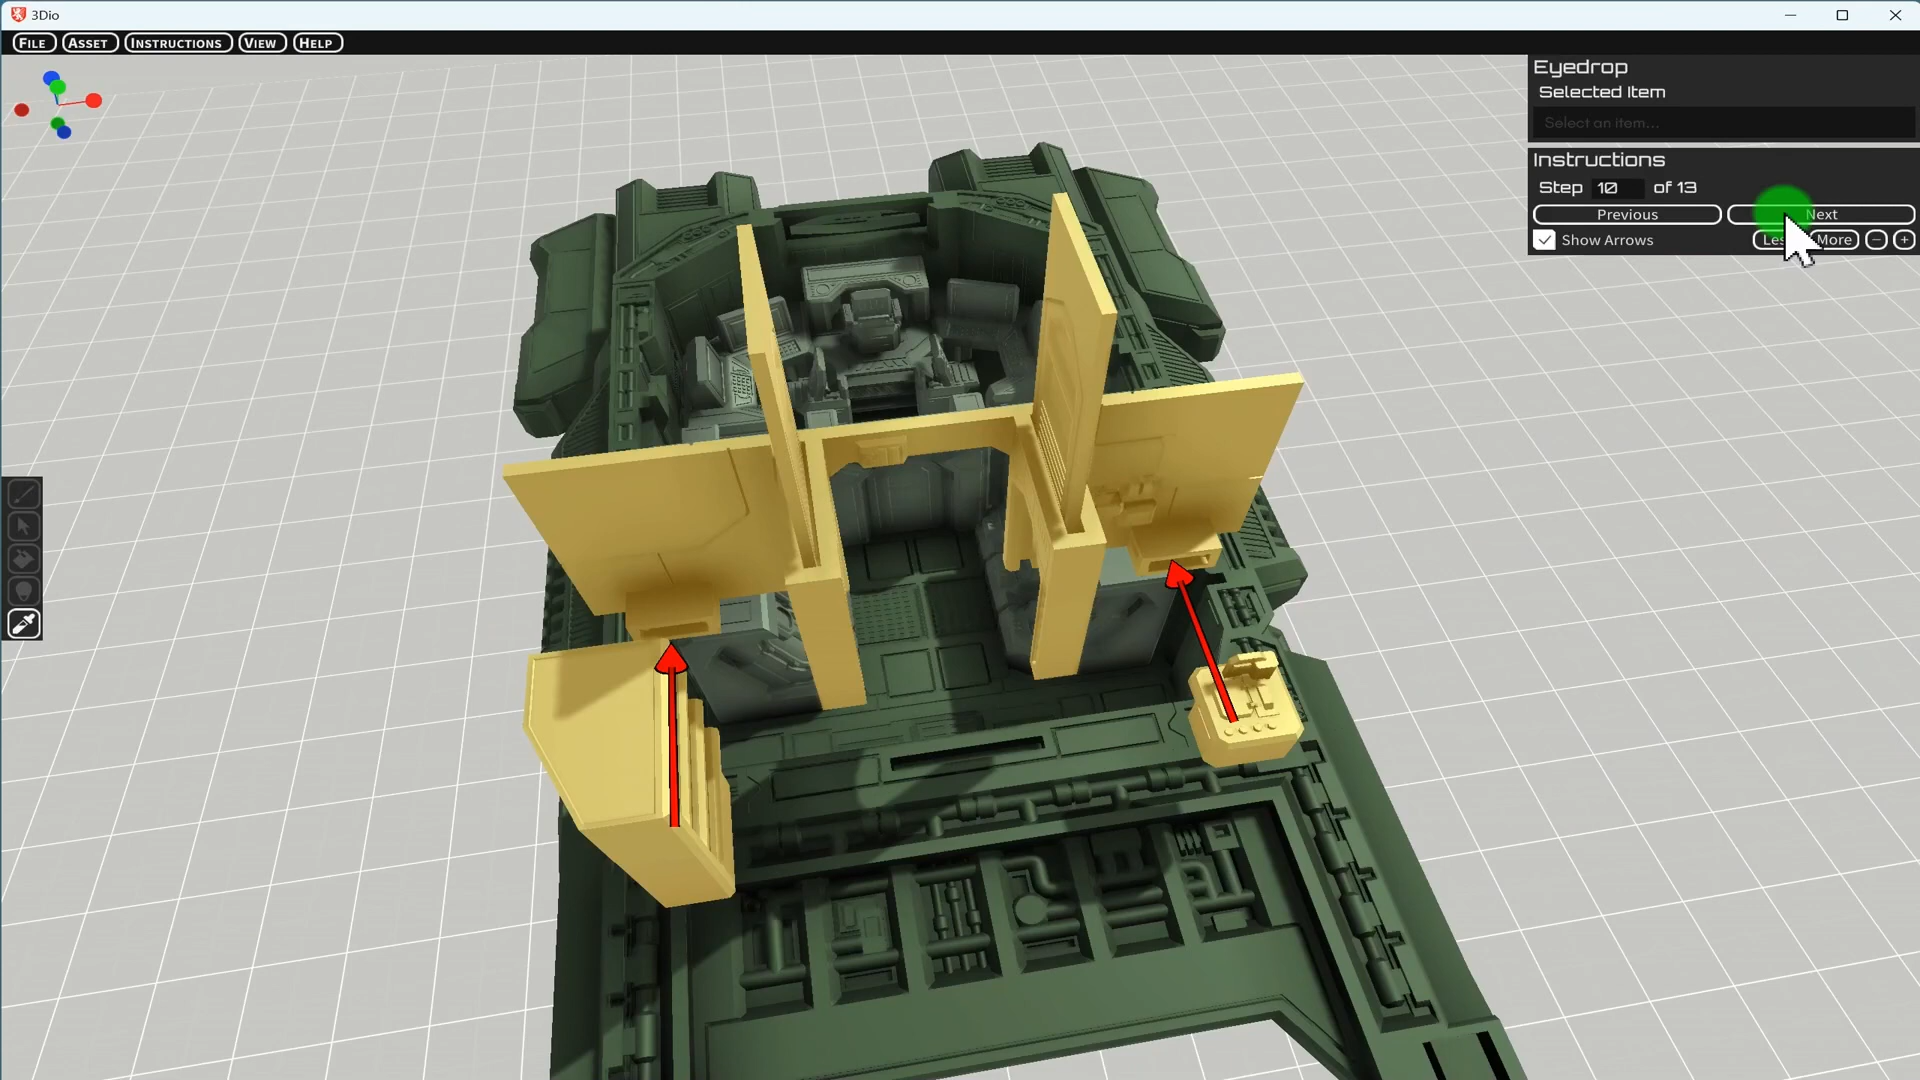 3Dio
FILE ASSET INSTRUCTIONS VIEW HELP
Eyedrop
Selected Item
Select an item...
Instructions
Step 10 of 13
Previous Next
Show Arrows More − +